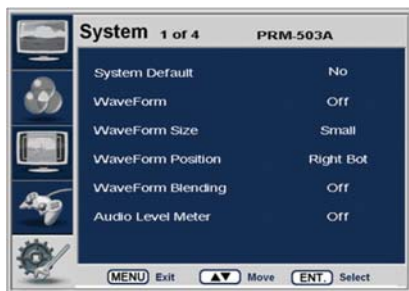 System 1 of 4 PRM-503A
System Default No
WaveForm Off
WaveForm Size Small
WaveForm Position Right Bot
WaveForm Blending Off
Audio Level Meter Off
MENU Exit ▲▼ Move ENT. Select